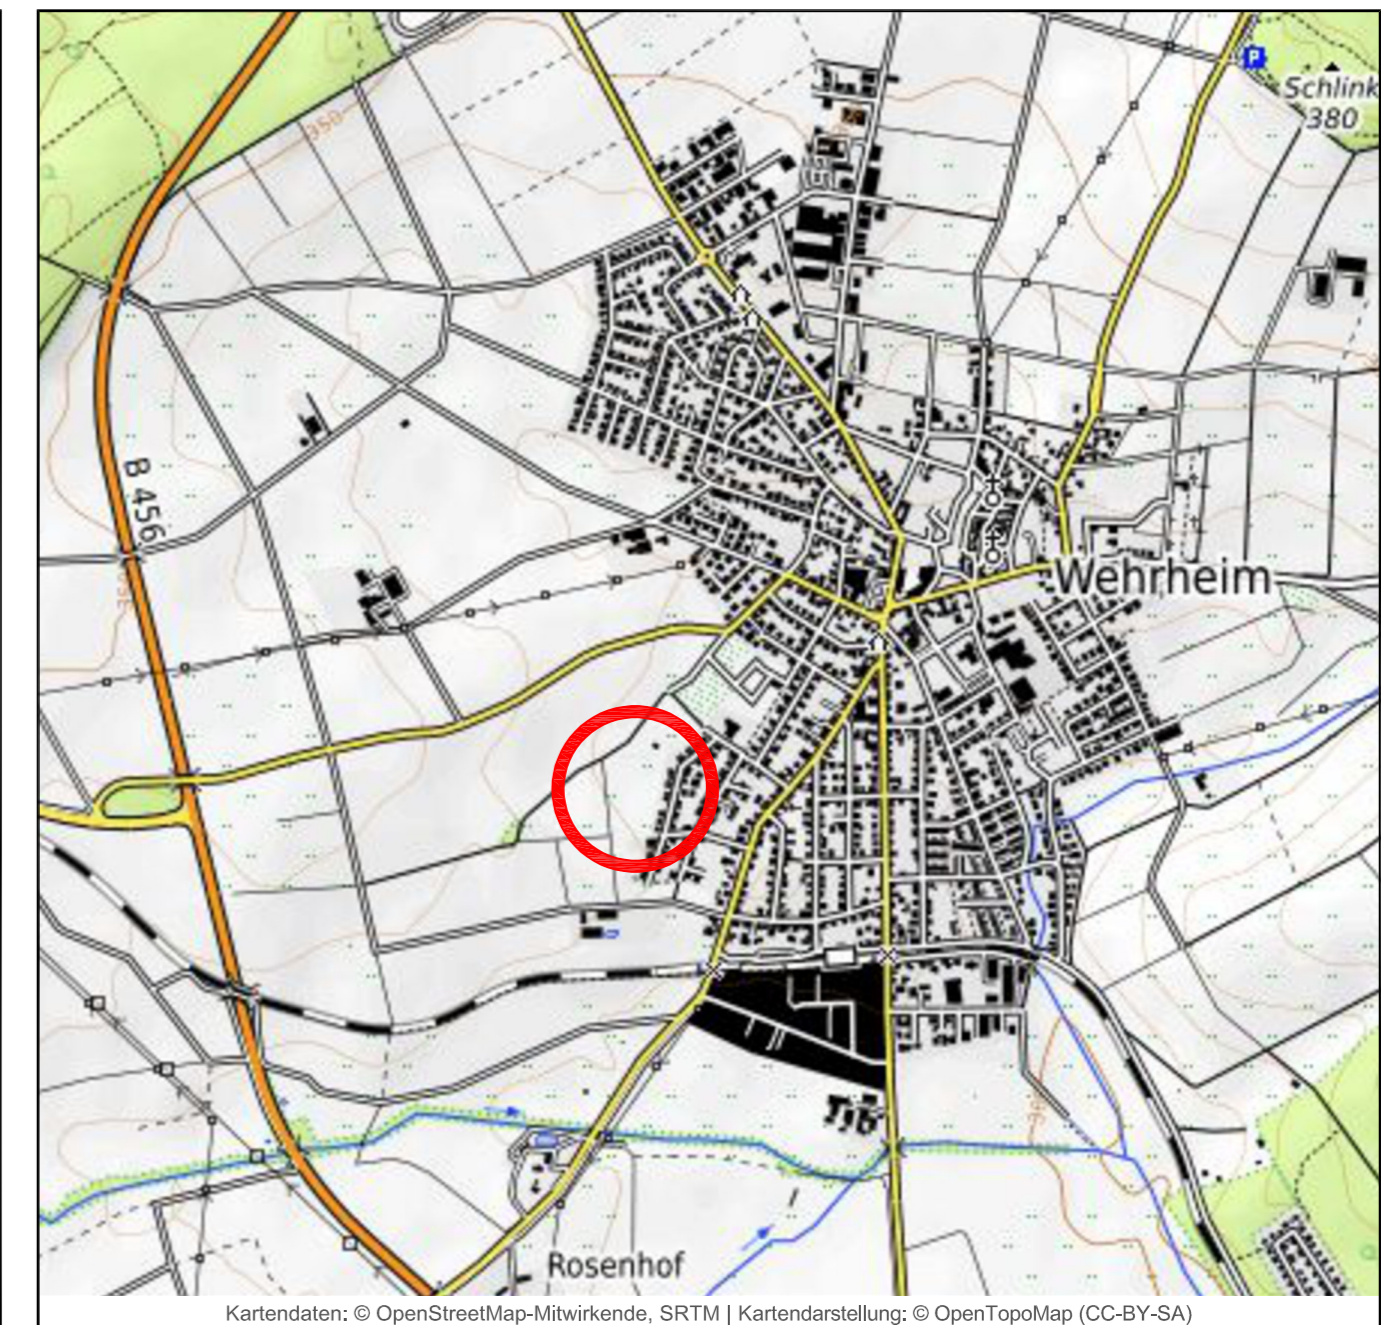 P
Schlink
380
350
B 456
Wehrheim
Rosenhof
Kartendaten: © OpenStreetMap-Mitwirkende, SRTM | Kartendarstellung: © OpenTopoMap (CC-BY-SA)